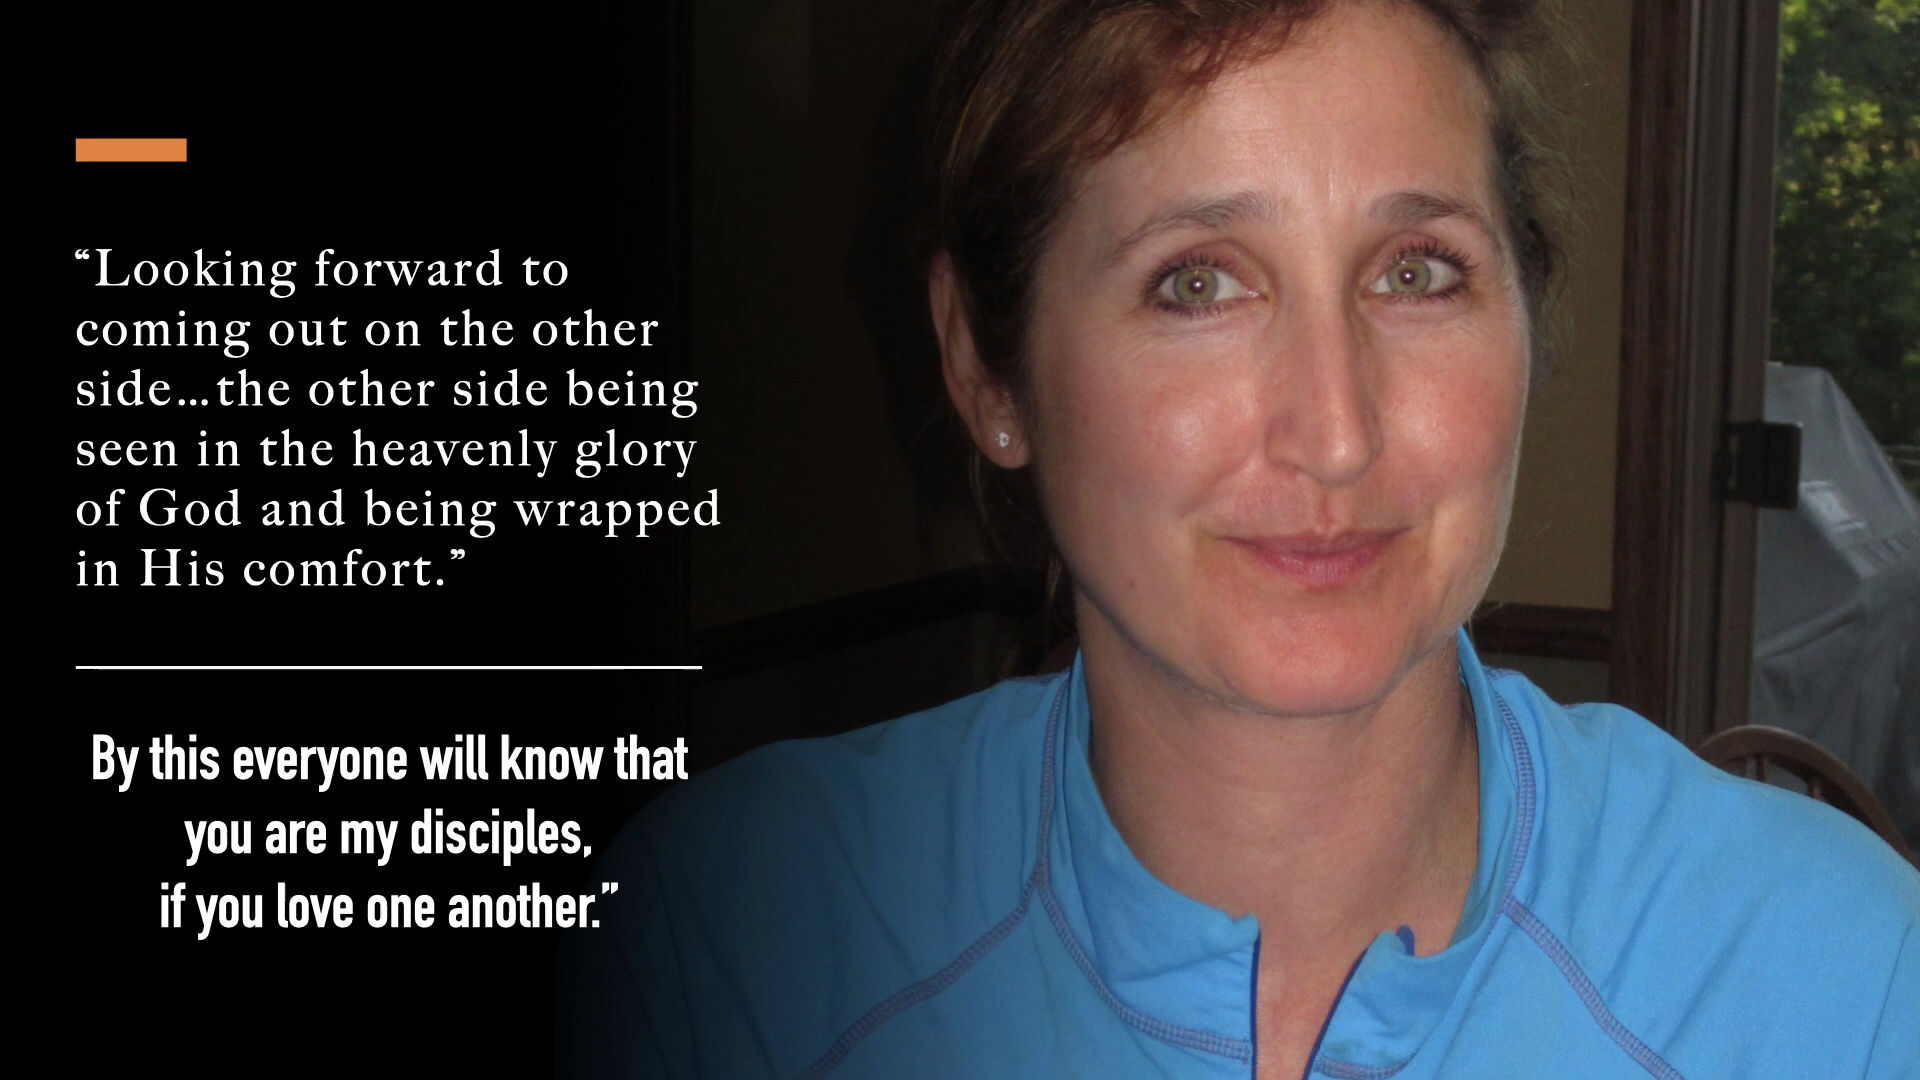 “Looking forward to
coming out on the other
side…the other side being
seen in the heavenly glory
of God and being wrapped
in His comfort.”
By this everyone will know that
you are my disciples,
if you love one another.”